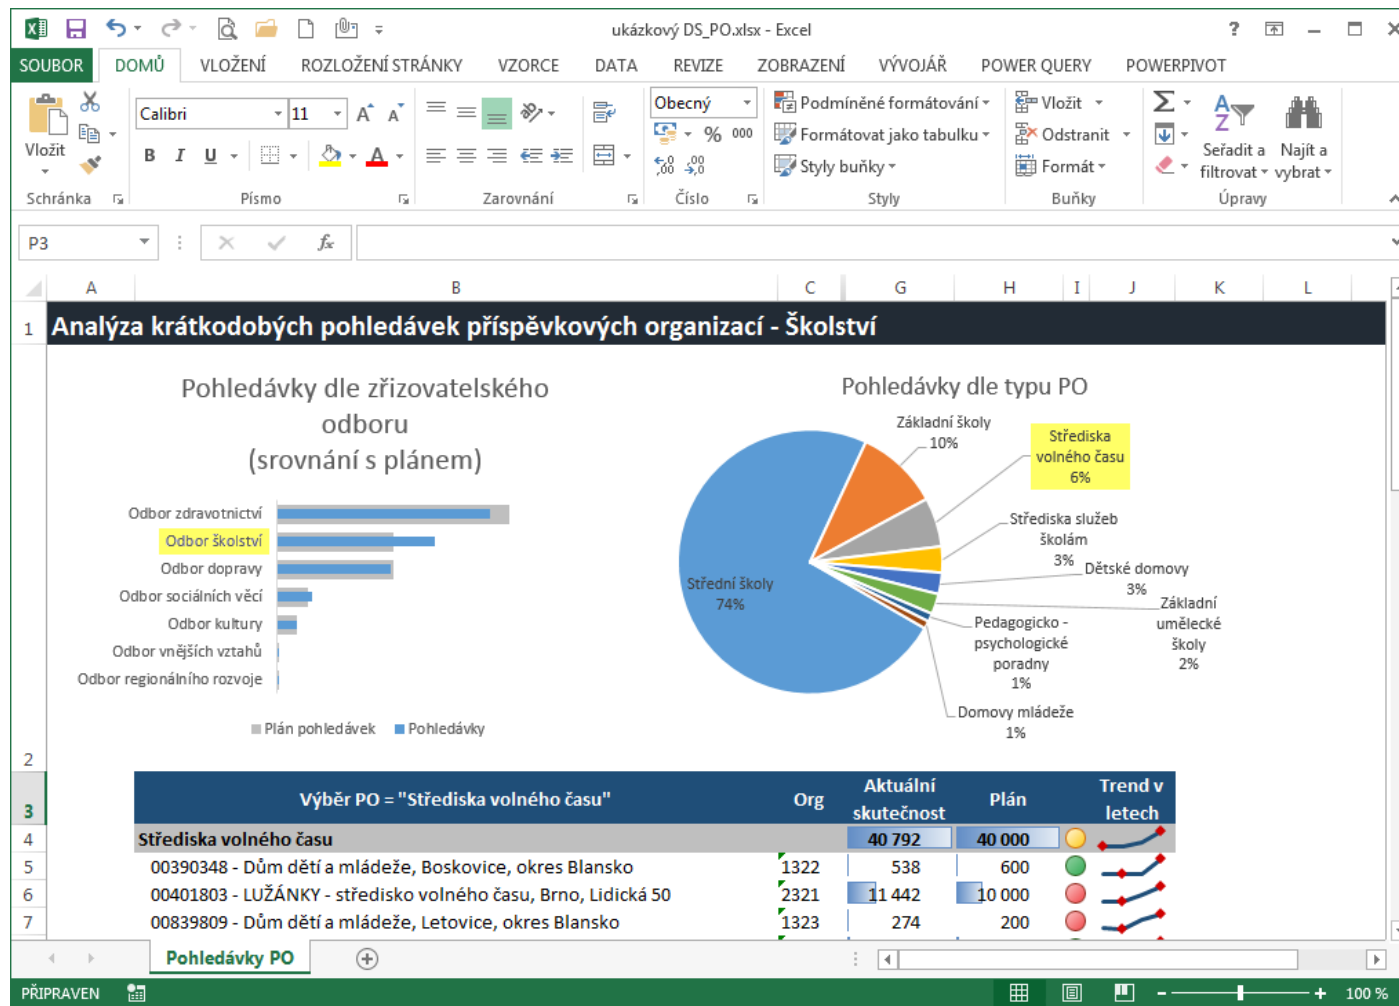 ukázkový DS_PO.xlsx - Excel
SOUBOR DOMŮ VLOŽENÍ ROZLOŽENÍ STRÁNKY VZORCE DATA REVIZE ZOBRAZENÍ VÝVOJÁŘ POWER QUERY POWERPIVOT
Vložit
Schránka
Calibri 11
B I U
Písmo
Zarovnání
Obecný
% 000
Číslo
Podmíněné formátování
Formátovat jako tabulku
Styly buňky
Styly
Vložit
Odstranit
Formát
Buňky
Seřadit a
filtrovat
Najít a
vybrat
Úpravy
P3
fx
A B C G H I J K L
1 Analýza krátkodobých pohledávek příspěvkových organizací - Školství
Pohledávky dle zřizovatelského
odboru
(srovnání s plánem)
Odbor zdravotnictví
Odbor školství
Odbor dopravy
Odbor sociálních věcí
Odbor kultury
Odbor vnějších vztahů
Odbor regionálního rozvoje
Plán pohledávek Pohledávky
Pohledávky dle typu PO
Základní školy
10%
Střediska
volného času
6%
Střediska služeb
školám
3%
Dětské domovy
3%
Základní
umělecké
školy
2%
Pedagogicko -
psychologické
poradny
1%
Domovy mládeže
1%
Střední školy
74%
2
3 Výběr PO = "Střediska volného času" Org Aktuální skutečnost Plán Trend v letech
4 Střediska volného času 40 792 40 000
5 00390348 - Dům dětí a mládeže, Boskovice, okres Blansko 1322 538 600
6 00401803 - LUŽÁNKY - středisko volného času, Brno, Lidická 50 2321 11 442 10 000
7 00839809 - Dům dětí a mládeže, Letovice, okres Blansko 1323 274 200
Pohledávky PO
PŘIPRAVEN 100 %